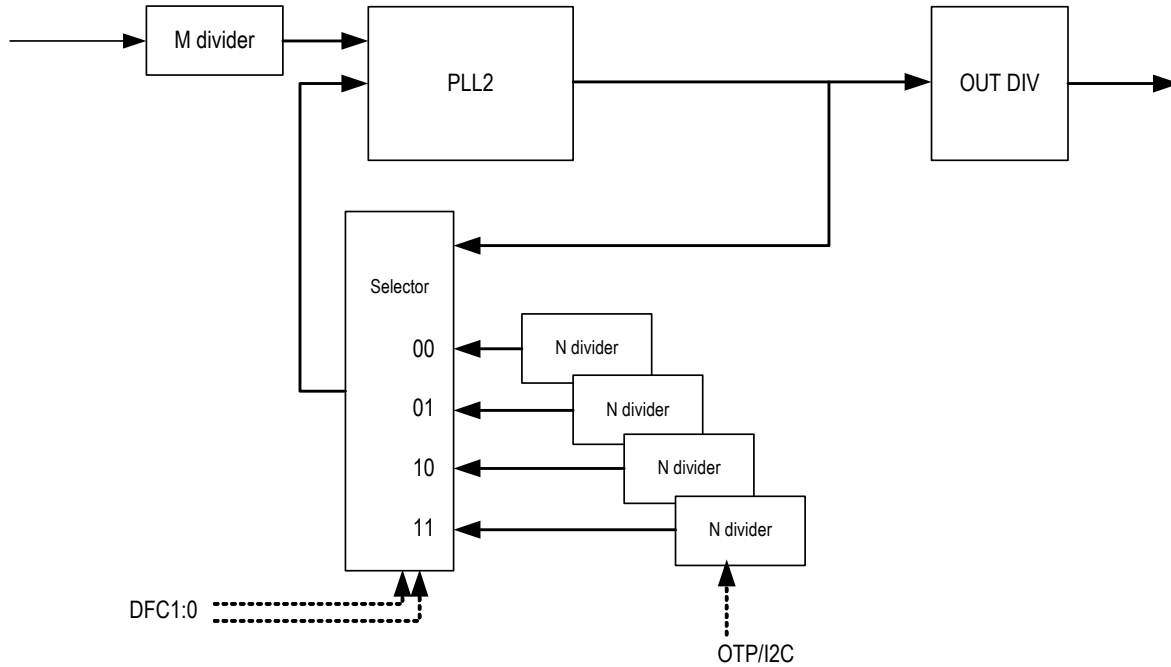 M divider
PLL2
OUT DIV
Selector
00
N divider
01
N divider
10
N divider
11
N divider
DFC1:0
OTP/I2C